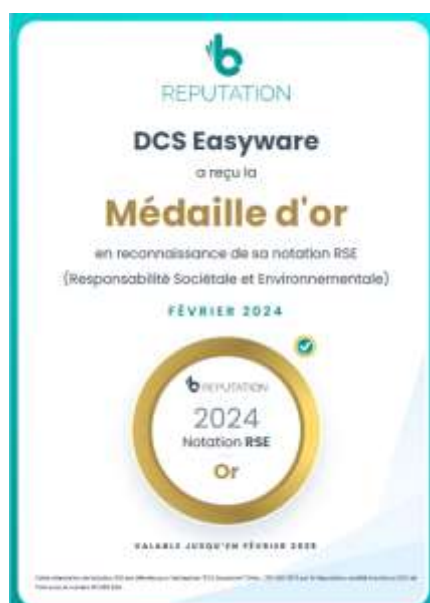 b
REPUTATION
DCS Easyware
a reçu la
Médaille d'or
en reconnaissance de sa notation RSE
(Responsabilité Sociétale et Environnementale)
FÉVRIER 2024
b REPUTATION
2024
Notation RSE
Or
VALABLE JUSQU'EN FÉVRIER 2025